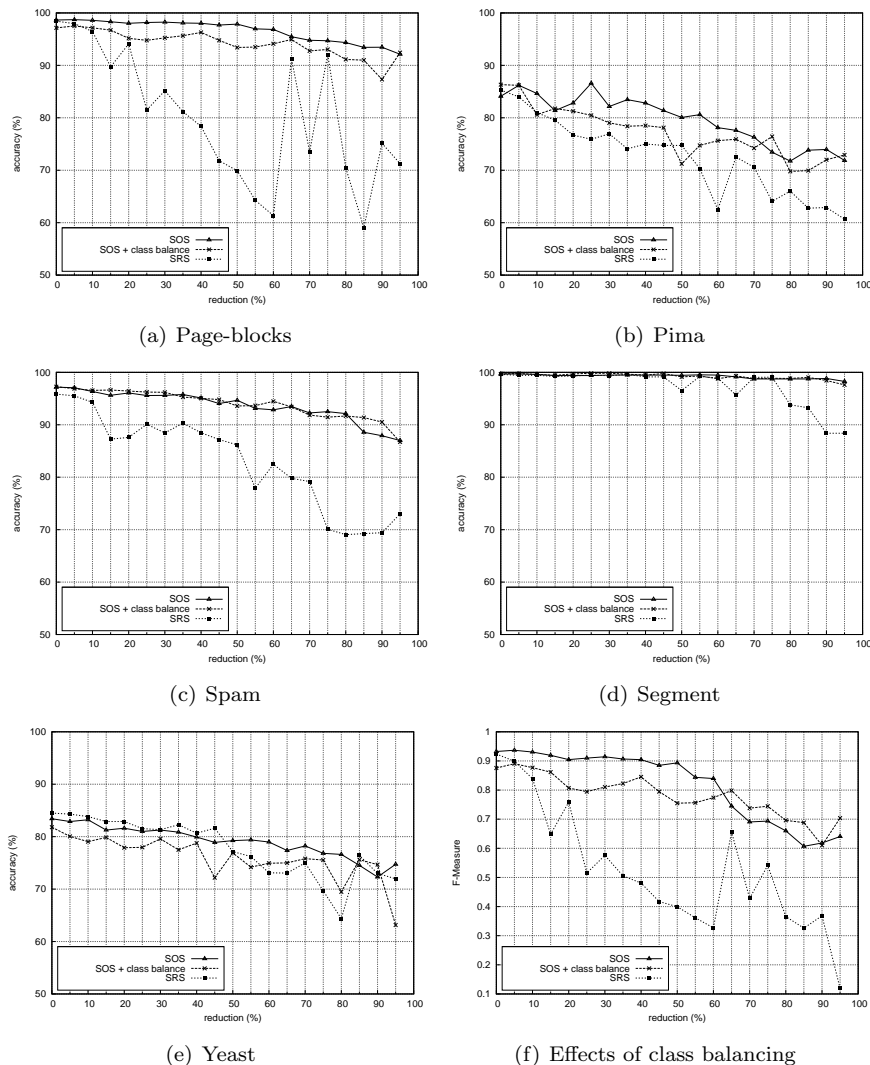 100
90
80
70
60
50
accuracy (%)
SOS
SOS + class balance
SRS
0 10 20 30 40 50 60 70 80 90 100
reduction (%)
(a) Page-blocks
100
90
80
70
60
50
accuracy (%)
SOS
SOS + class balance
SRS
0 10 20 30 40 50 60 70 80 90 100
reduction (%)
(b) Pima
100
90
80
70
60
50
accuracy (%)
SOS
SOS + class balance
SRS
0 10 20 30 40 50 60 70 80 90 100
reduction (%)
(c) Spam
100
90
80
70
60
50
accuracy (%)
SOS
SOS + class balance
SRS
0 10 20 30 40 50 60 70 80 90 100
reduction (%)
(d) Segment
100
90
80
70
60
50
accuracy (%)
SOS
SOS + class balance
SRS
0 10 20 30 40 50 60 70 80 90 100
reduction (%)
(e) Yeast
1
0.9
0.8
0.7
0.6
0.5
0.4
0.3
0.2
0.1
F-Measure
SOS
SOS + class balance
SRS
0 10 20 30 40 50 60 70 80 90 100
reduction (%)
(f) Effects of class balancing